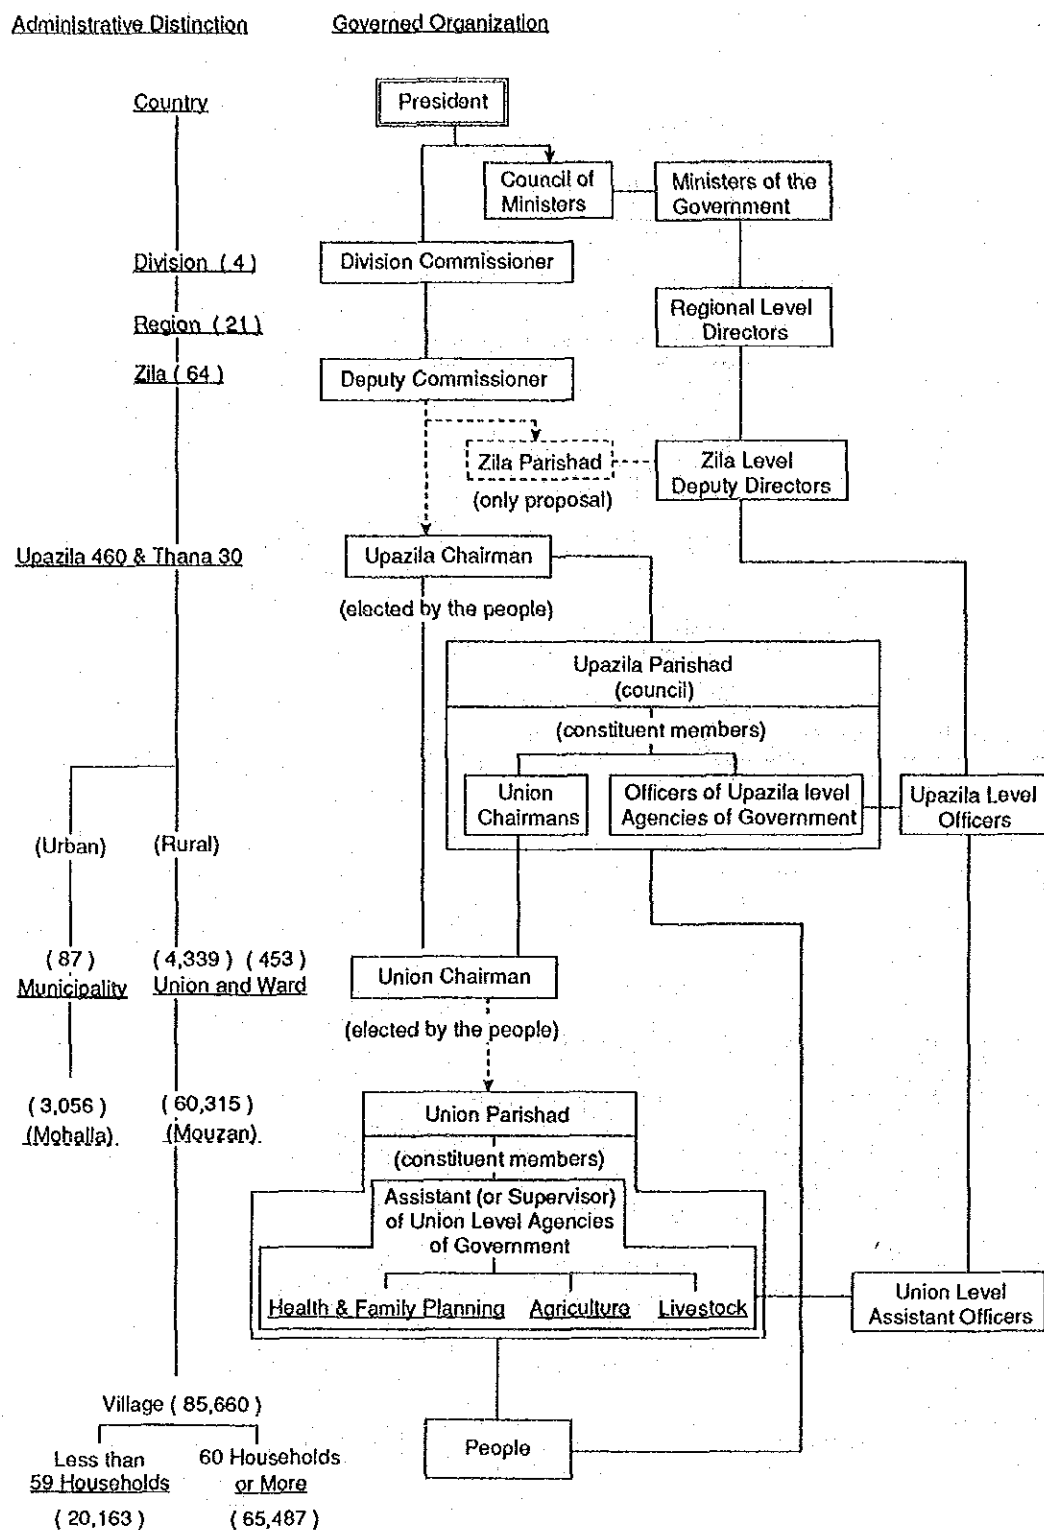 Administrative Distinction
Governed Organization
Country
President
Council of
Ministers
Ministers of the
Government
Division ( 4 )
Division Commissioner
Region ( 21 )
Regional Level
Directors
Zila ( 64 )
Deputy Commissioner
Zila Parishad
(only proposal)
Zila Level
Deputy Directors
Upazila 460 & Thana 30
Upazila Chairman
(elected by the people)
Upazila Parishad
(council)
(constituent members)
Union
Chairmans
Officers of Upazila level
Agencies of Government
Upazila Level
Officers
(Urban)
(Rural)
( 87 )
Municipality
( 4,339 ) ( 453 )
Union and Ward
Union Chairman
(elected by the people)
( 3,056 )
(Mohalla)
( 60,315 )
(Mouzan)
Union Parishad
(constituent members)
Assistant (or Supervisor)
of Union Level Agencies
of Government
Health & Family Planning
Agriculture
Livestock
Union Level
Assistant Officers
Village ( 85,660 )
Less than
59 Households
( 20,163 )
60 Households
or More
( 65,487 )
People